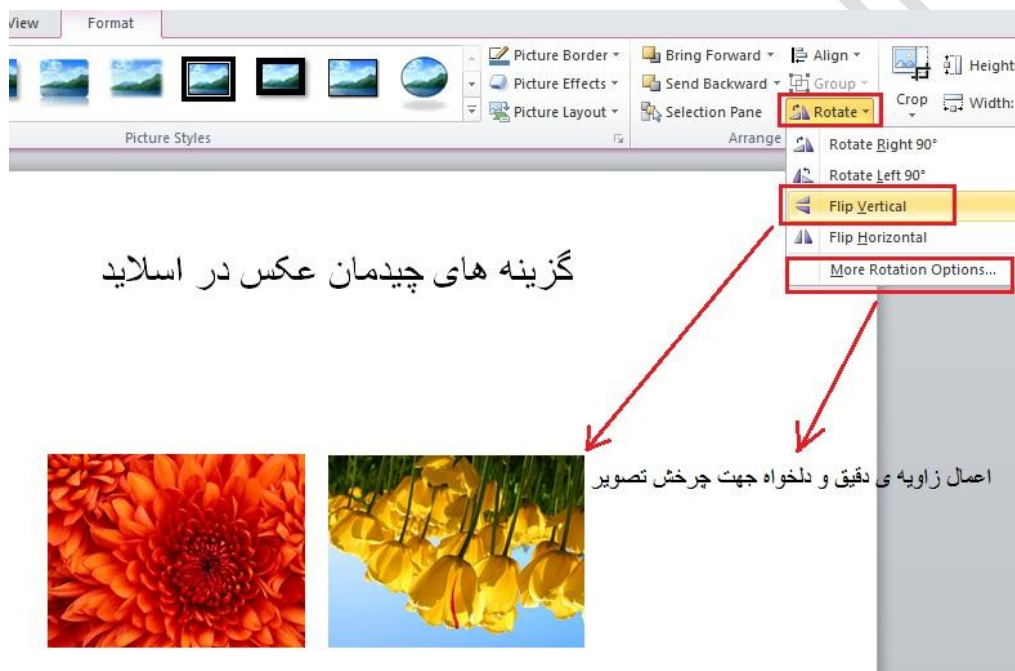 View Format
Picture Border Bring Forward Align Height
Picture Effects Send Backward Group
Crop Width:
Picture Layout Selection Pane Rotate
Picture Styles Arrange
Rotate Right 90°
Rotate Left 90°
Flip Vertical
Flip Horizontal
More Rotation Options...
گزینه های چیدمان عکس در اسلاید
اعمال زاویه ی دقیق و دلخواه جهت چرخش تصویر